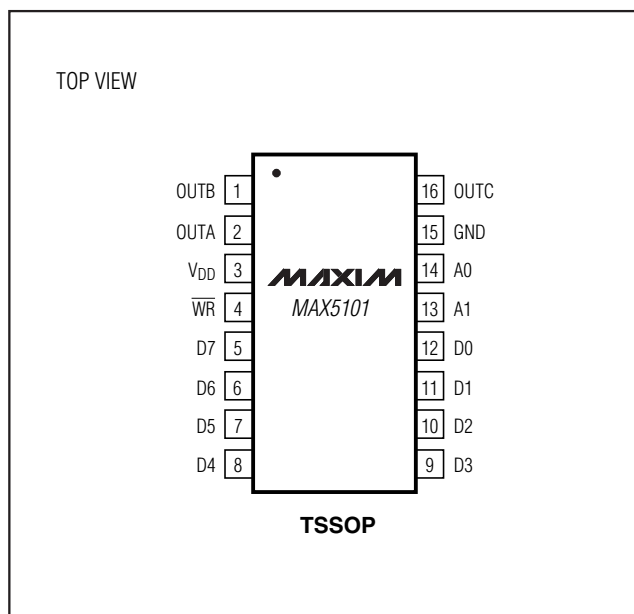 TOP VIEW
OUTB 1 16 OUTC
OUTA 2 15 GND
VDD 3 14 A0
MAXIM
W̅R̅ 4 13 A1
MAX5101
D7 5 12 D0
D6 6 11 D1
D5 7 10 D2
D4 8 9 D3
TSSOP